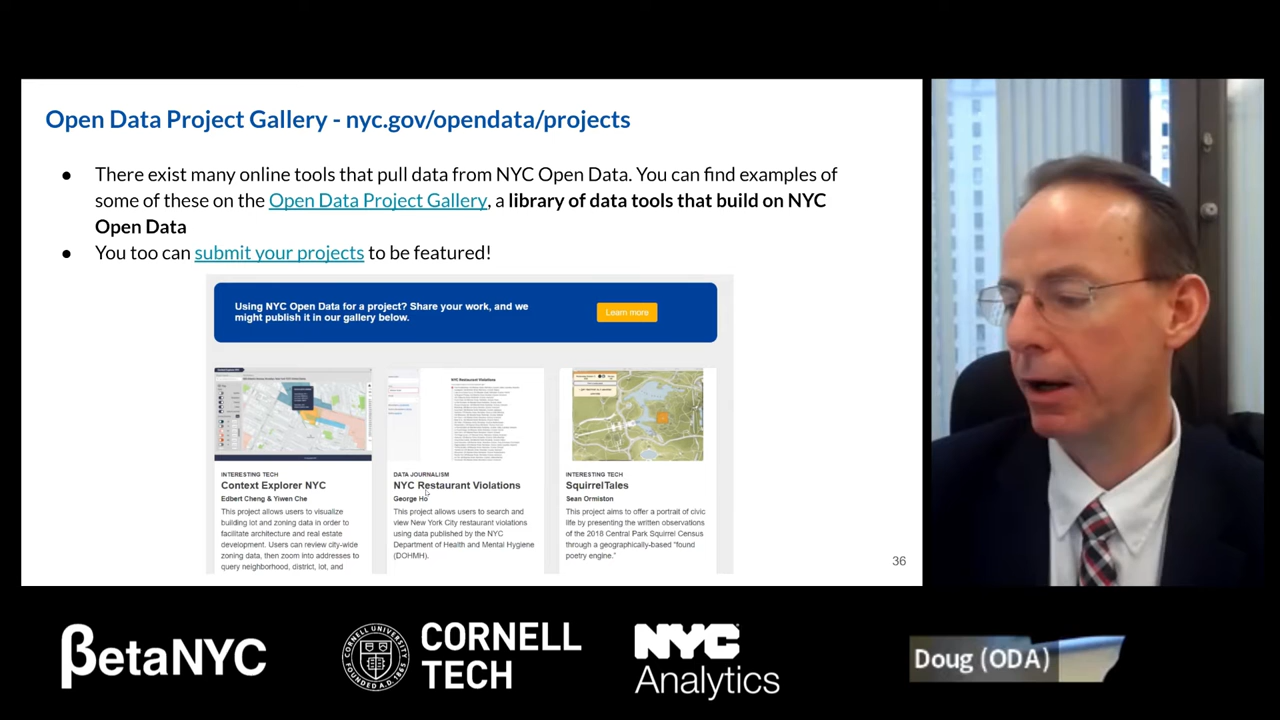 Open Data Project Gallery - nyc.gov/opendata/projects
● There exist many online tools that pull data from NYC Open Data. You can find examples of
some of these on the Open Data Project Gallery, a library of data tools that build on NYC
Open Data
● You too can submit your projects to be featured!
Using NYC Open Data for a project? Share your work, and we
might publish it in our gallery below.
Learn more
NYC Restaurant Violations
INTERESTING TECH
Context Explorer NYC
Edbert Cheng & Yiwen Che
This project allows users to visualize
building lot and zoning data in order to
facilitate architecture and real estate
development. Users can review city-wide
zoning data, then zoom into addresses to
query neighborhood, district, lot, and
DATA JOURNALISM
NYC Restaurant Violations
George Ho
This project allows users to search and
view New York City restaurant violations
using data published by the NYC
Department of Health and Mental Hygiene
(DOHMH).
INTERESTING TECH
SquirrelTales
Sean Ormiston
This project aims to offer a portrait of civic
life by presenting the written observations
of the 2018 Central Park Squirrel Census
through a geographically-based "found
poetry engine."
36
βetaNYC
CORNELL
TECH
NYC
Analytics
Doug (ODA)